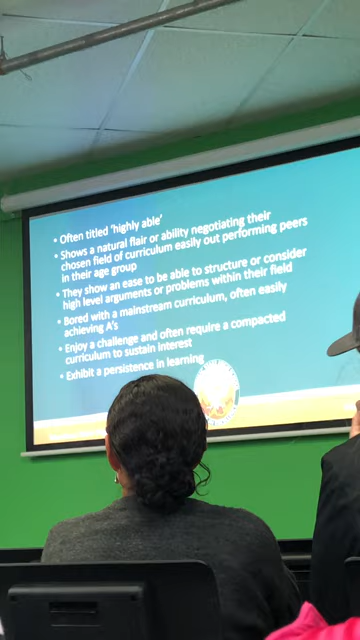 • Often titled 'highly able'
• Shows a natural flair or ability negotiating their
chosen field of curriculum easily out performing peers
in their age group
• They show an ease to be able to structure or consider
high level arguments or problems within their field
• Bored with a mainstream curriculum, often easily
achieving A's
• Enjoy a challenge and often require a compacted
curriculum to sustain interest
• Exhibit a persistence in learning